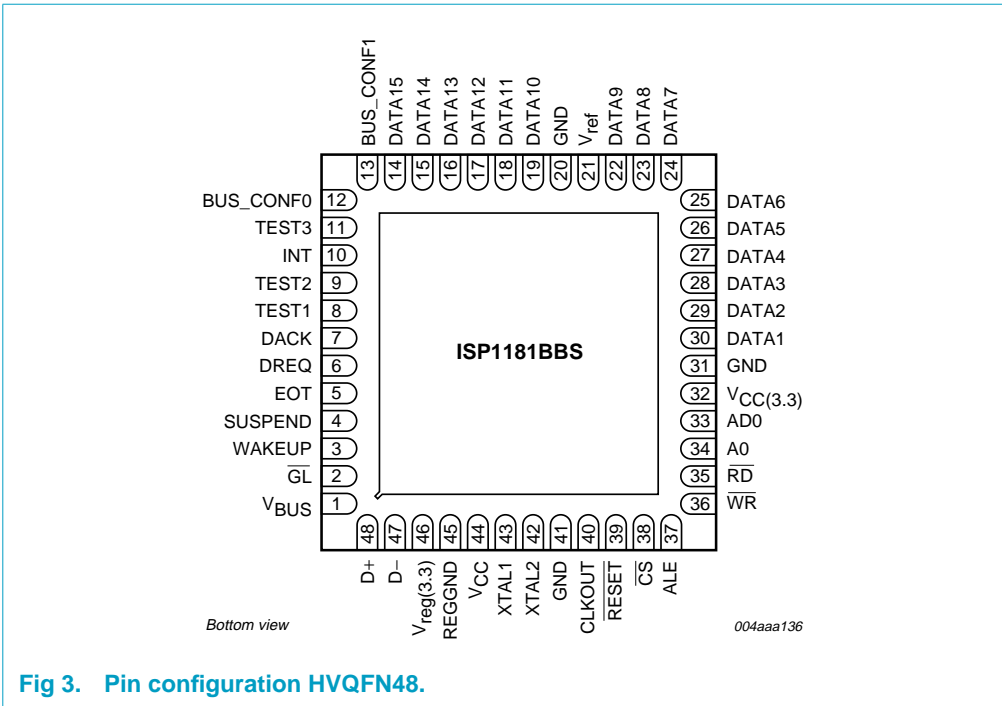 BUS_CONF1
DATA15
DATA14
DATA13
DATA12
DATA11
DATA10
GND
Vref
DATA9
DATA8
DATA7
13
14
15
16
17
18
19
20
21
22
23
24
BUS_CONF0 12
TEST3 11
INT 10
TEST2 9
TEST1 8
DACK 7
DREQ 6
EOT 5
SUSPEND 4
WAKEUP 3
GL 2
VBUS 1
ISP1181BBS
25 DATA6
26 DATA5
27 DATA4
28 DATA3
29 DATA2
30 DATA1
31 GND
32 VCC(3.3)
33 AD0
34 A0
35 RD
36 WR
48
47
46
45
44
43
42
41
40
39
38
37
D+
D−
Vreg(3.3)
REGGND
VCC
XTAL1
XTAL2
GND
CLKOUT
RESET
CS
ALE
Bottom view
004aaa136
Fig 3. Pin configuration HVQFN48.